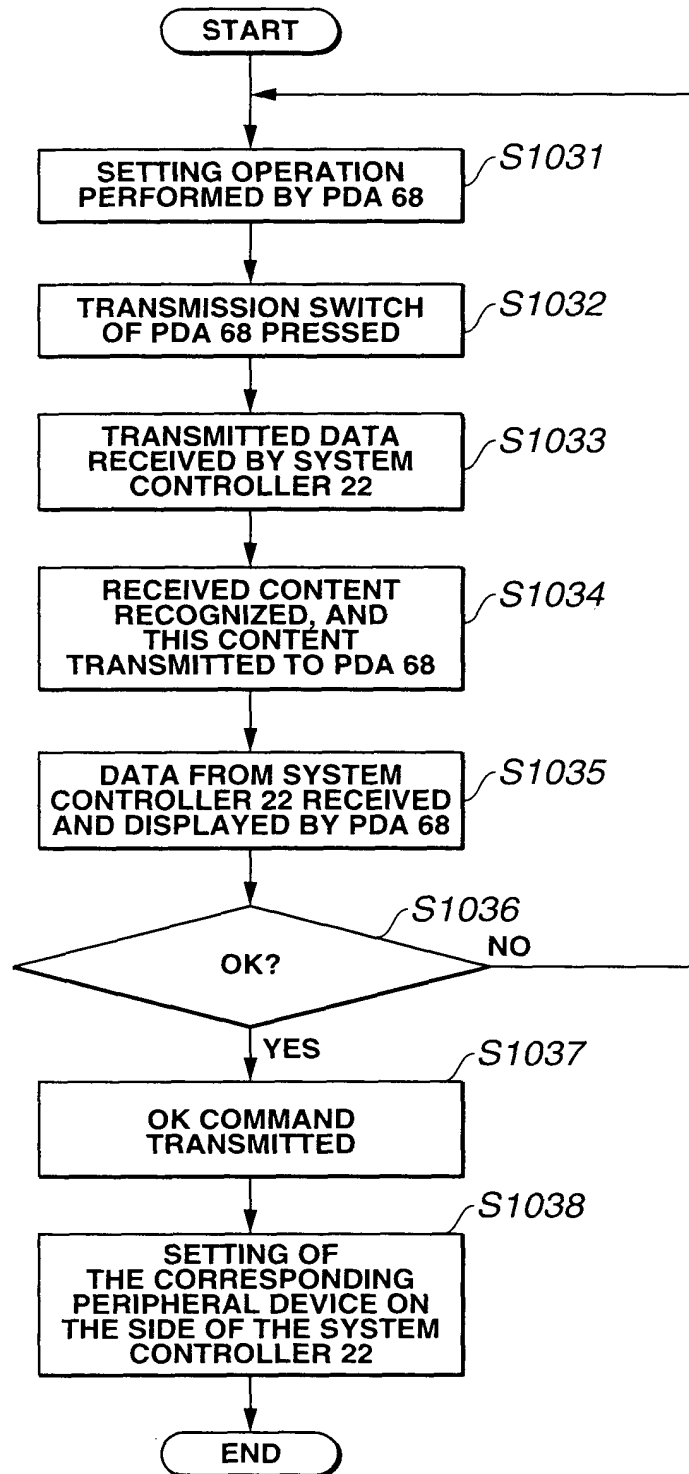 START
SETTING OPERATION
PERFORMED BY PDA 68
S1031
TRANSMISSION SWITCH
OF PDA 68 PRESSED
S1032
TRANSMITTED DATA
RECEIVED BY SYSTEM
CONTROLLER 22
S1033
RECEIVED CONTENT
RECOGNIZED, AND
THIS CONTENT
TRANSMITTED TO PDA 68
S1034
DATA FROM SYSTEM
CONTROLLER 22 RECEIVED
AND DISPLAYED BY PDA 68
S1035
S1036
OK?
NO
YES
S1037
OK COMMAND
TRANSMITTED
S1038
SETTING OF
THE CORRESPONDING
PERIPHERAL DEVICE ON
THE SIDE OF THE SYSTEM
CONTROLLER 22
END